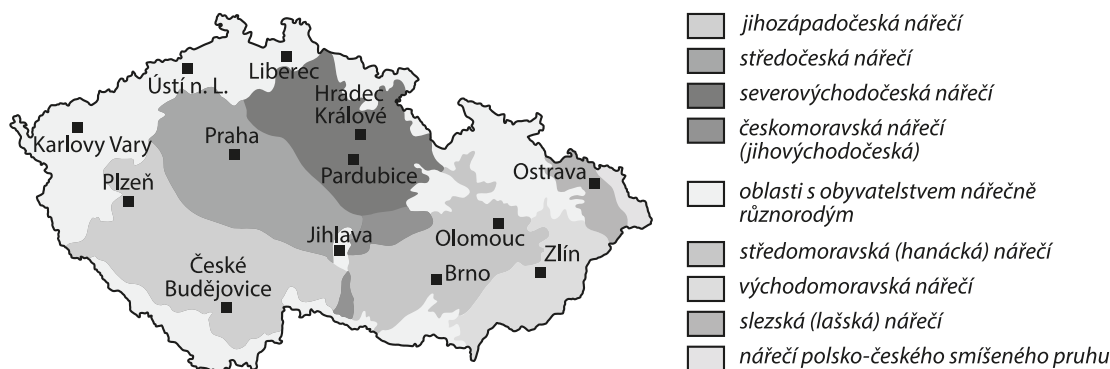 Ústí n. L.
Liberec
Hradec
Králové
Karlovy Vary
Praha
Plzeň
Pardubice
Ostrava
Jihlava
Olomouc
Zlín
České
Budějovice
Brno
jihozápadočeská nářečí
středočeská nářečí
severovýchodočeská nářečí
českomoravská nářečí
(jihovýchodočeská)
oblasti s obyvatelstvem nářečně
různorodým
středomoravská (hanácká) nářečí
východomoravská nářečí
slezská (lašská) nářečí
nářečí polsko-českého smíšeného pruhu